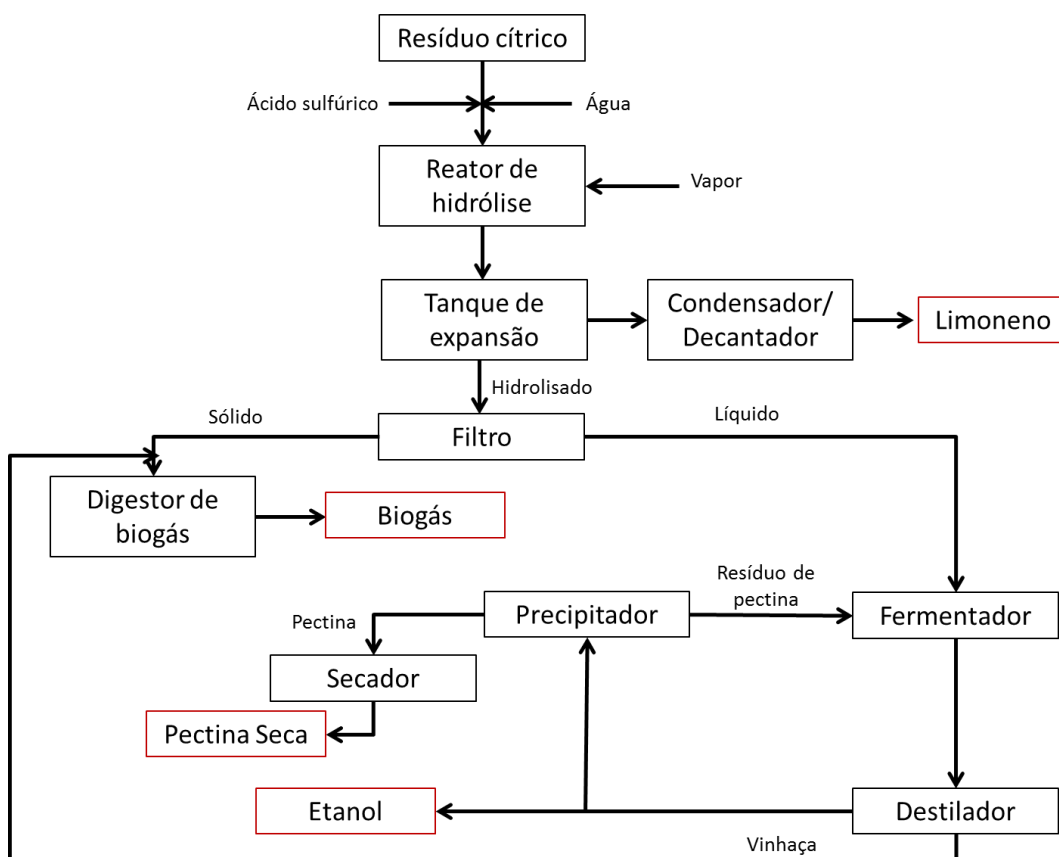 Resíduo cítrico
Ácido sulfúrico
Água
Reator de
hidrólise
Vapor
Tanque de
expansão
Condensador/
Decantador
Limoneno
Hidrolisado
Sólido
Filtro
Líquido
Digestor de
biogás
Biogás
Resíduo de
pectina
Pectina
Precipitador
Fermentador
Secador
Pectina Seca
Etanol
Destilador
Vinhaça